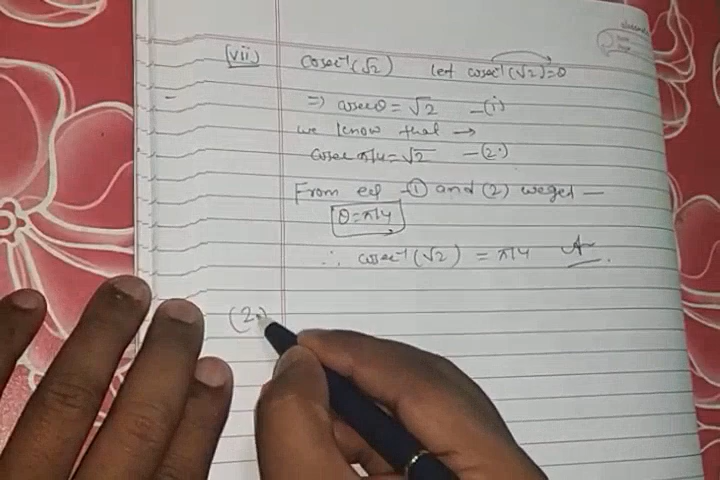 (vii) cosec⁻¹(√2) let cosec⁻¹(√2)=θ
⇒ cosecθ = √2 —(i)
we know that →
cosec π/4 = √2 —(2.)
From eq -① and (2) we get —
θ=π/4
∴ cosec⁻¹(√2) = π/4 A
(2.)